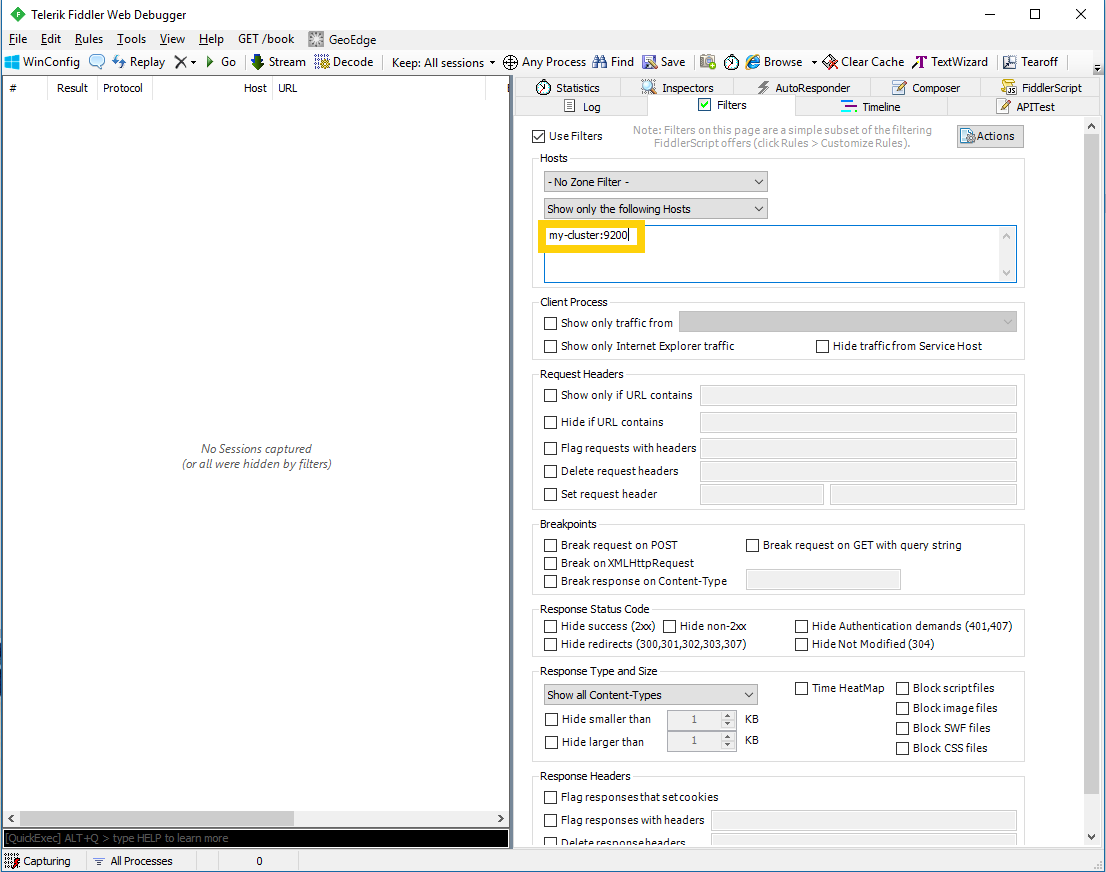 Telerik Fiddler Web Debugger
File Edit Rules Tools View Help GET /book GeoEdge
WinConfig Replay Go Stream Decode Keep: All sessions Any Process Find Save Browse Clear Cache TextWizard Tearoff
# Result Protocol Host URL
Statistics Inspectors AutoResponder Composer FiddlerScript
Log Filters Timeline APITest
Use Filters
Note: Filters on this page are a simple subset of the filtering
FiddlerScript offers (click Rules > Customize Rules).
Actions
Hosts
- No Zone Filter -
Show only the following Hosts
my-cluster:9200
Client Process
Show only traffic from
Show only Internet Explorer traffic Hide traffic from Service Host
Request Headers
Show only if URL contains
Hide if URL contains
Flag requests with headers
Delete request headers
Set request header
Breakpoints
Break request on POST Break request on GET with query string
Break on XMLHttpRequest
Break response on Content-Type
Response Status Code
Hide success (2xx) Hide non-2xx Hide Authentication demands (401,407)
Hide redirects (300,301,302,303,307) Hide Not Modified (304)
Response Type and Size
Show all Content-Types Time HeatMap Block script files
Block image files
Hide smaller than 1 KB
Block SWF files
Hide larger than 1 KB
Block CSS files
Response Headers
Flag responses that set cookies
Flag responses with headers
Delete response headers
No Sessions captured
(or all were hidden by filters)
[QuickExec] ALT+Q > type HELP to learn more
Capturing All Processes 0